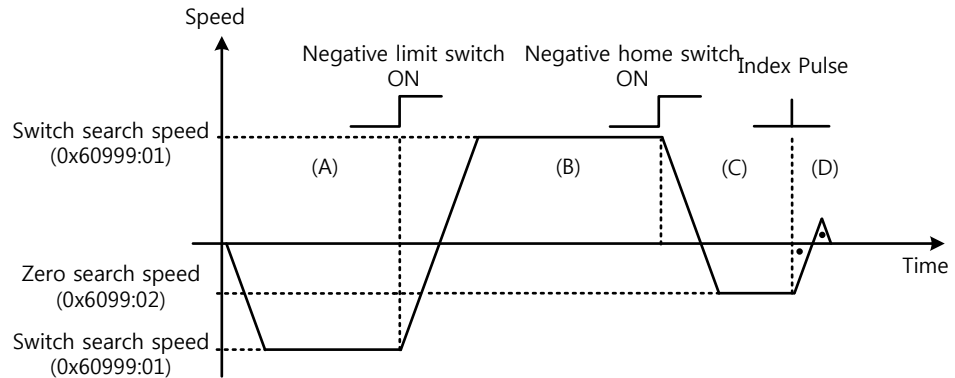 Speed
Negative limit switch
ON
Negative home switch
ON
Index Pulse
Switch search speed
(0x60999:01)
(A)
(B)
(C)
(D)
Time
Zero search speed
(0x6099:02)
Switch search speed
(0x60999:01)